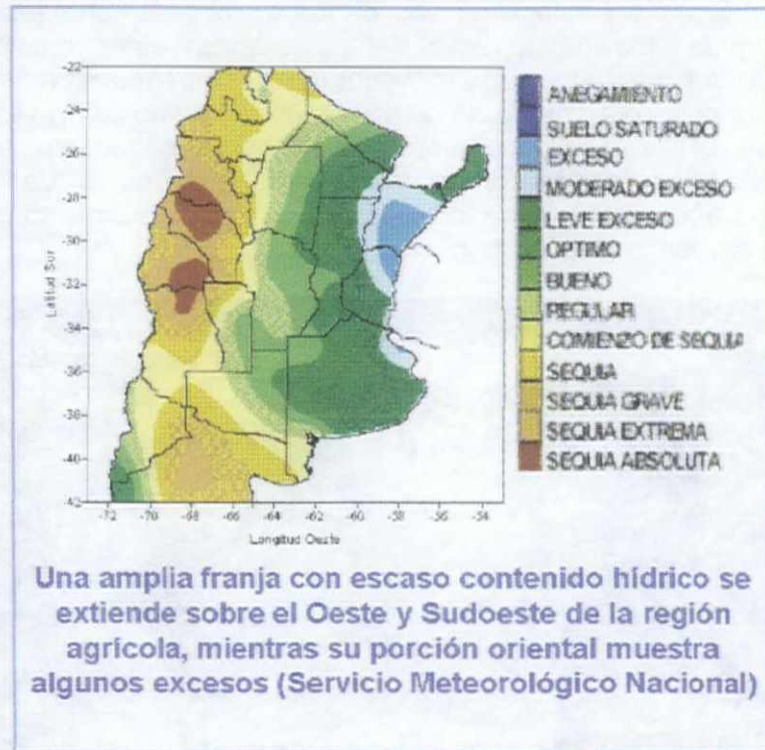 -22
-24
-26
-28
-30
-32
-34
-36
-38
-40
-42
Latitud Sur
-72
-70
-68
-66
-64
-62
-60
-58
-56
-54
Longitud Oeste
ANEGAMIENTO
SUELO SATURADO
EXCESO
MODERADO EXCESO
LEVE EXCESO
OPTIMO
BUENO
REGULAR
COMIENZO DE SEQUIA
SEQUIA
SEQUIA GRAVE
SEQUIA EXTREMA
SEQUIA ABSOLUTA
Una amplia franja con escaso contenido hídrico se
extiende sobre el Oeste y Sudoeste de la región
agrícola, mientras su porción oriental muestra
algunos excesos (Servicio Meteorológico Nacional)